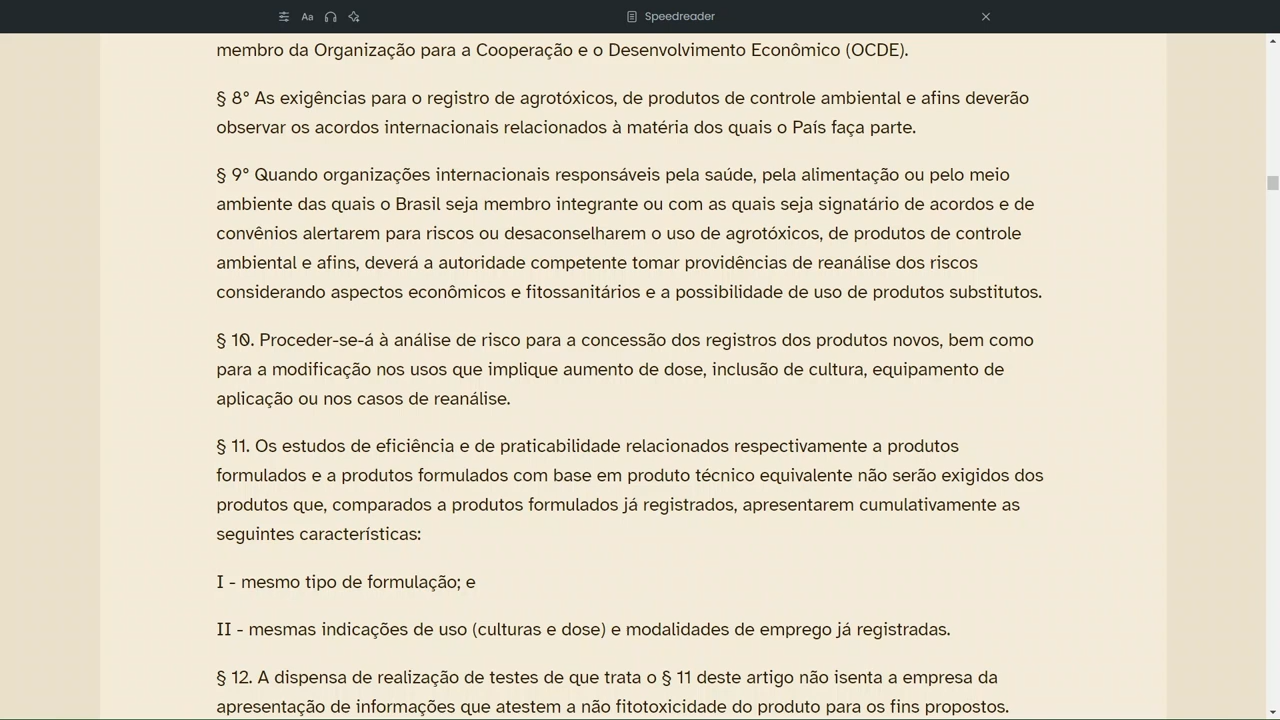 Aa
Speedreader
membro da Organização para a Cooperação e o Desenvolvimento Econômico (OCDE).
§ 8° As exigências para o registro de agrotóxicos, de produtos de controle ambiental e afins deverão
observar os acordos internacionais relacionados à matéria dos quais o País faça parte.
§ 9° Quando organizações internacionais responsáveis pela saúde, pela alimentação ou pelo meio
ambiente das quais o Brasil seja membro integrante ou com as quais seja signatário de acordos e de
convênios alertarem para riscos ou desaconselharem o uso de agrotóxicos, de produtos de controle
ambiental e afins, deverá a autoridade competente tomar providências de reanálise dos riscos
considerando aspectos econômicos e fitossanitários e a possibilidade de uso de produtos substitutos.
§ 10. Proceder-se-á à análise de risco para a concessão dos registros dos produtos novos, bem como
para a modificação nos usos que implique aumento de dose, inclusão de cultura, equipamento de
aplicação ou nos casos de reanálise.
§ 11. Os estudos de eficiência e de praticabilidade relacionados respectivamente a produtos
formulados e a produtos formulados com base em produto técnico equivalente não serão exigidos dos
produtos que, comparados a produtos formulados já registrados, apresentarem cumulativamente as
seguintes características:
I - mesmo tipo de formulação; e
II - mesmas indicações de uso (culturas e dose) e modalidades de emprego já registradas.
§ 12. A dispensa de realização de testes de que trata o § 11 deste artigo não isenta a empresa da
apresentação de informações que atestem a não fitotoxicidade do produto para os fins propostos.